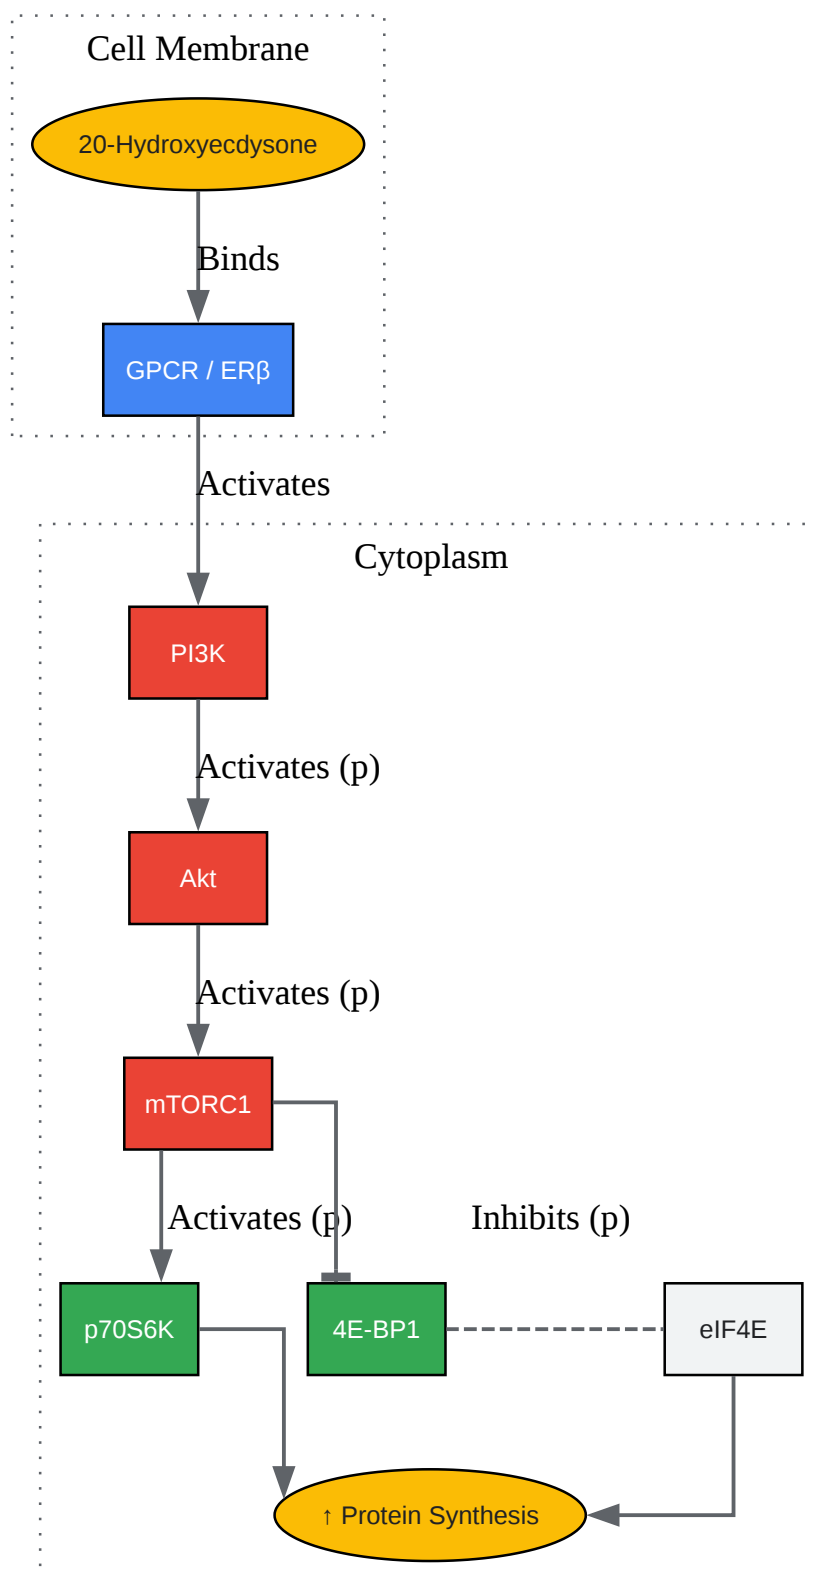 Cell Membrane
20-Hydroxyecdysone
Binds
GPCR / ERβ
Activates
Cytoplasm
PI3K
Activates (p)
Akt
Activates (p)
mTORC1
Activates (p)
Inhibits (p)
p70S6K
4E-BP1
eIF4E
↑ Protein Synthesis